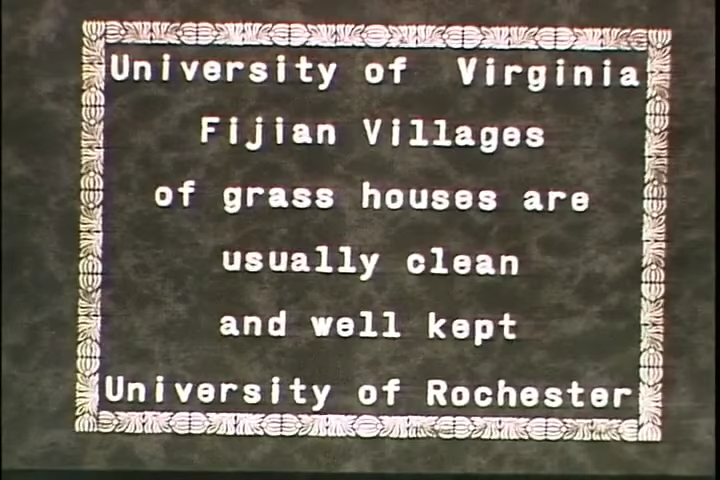 University of Virginia
Fijian Villages
of grass houses are
usually clean
and well kept
University of Rochester